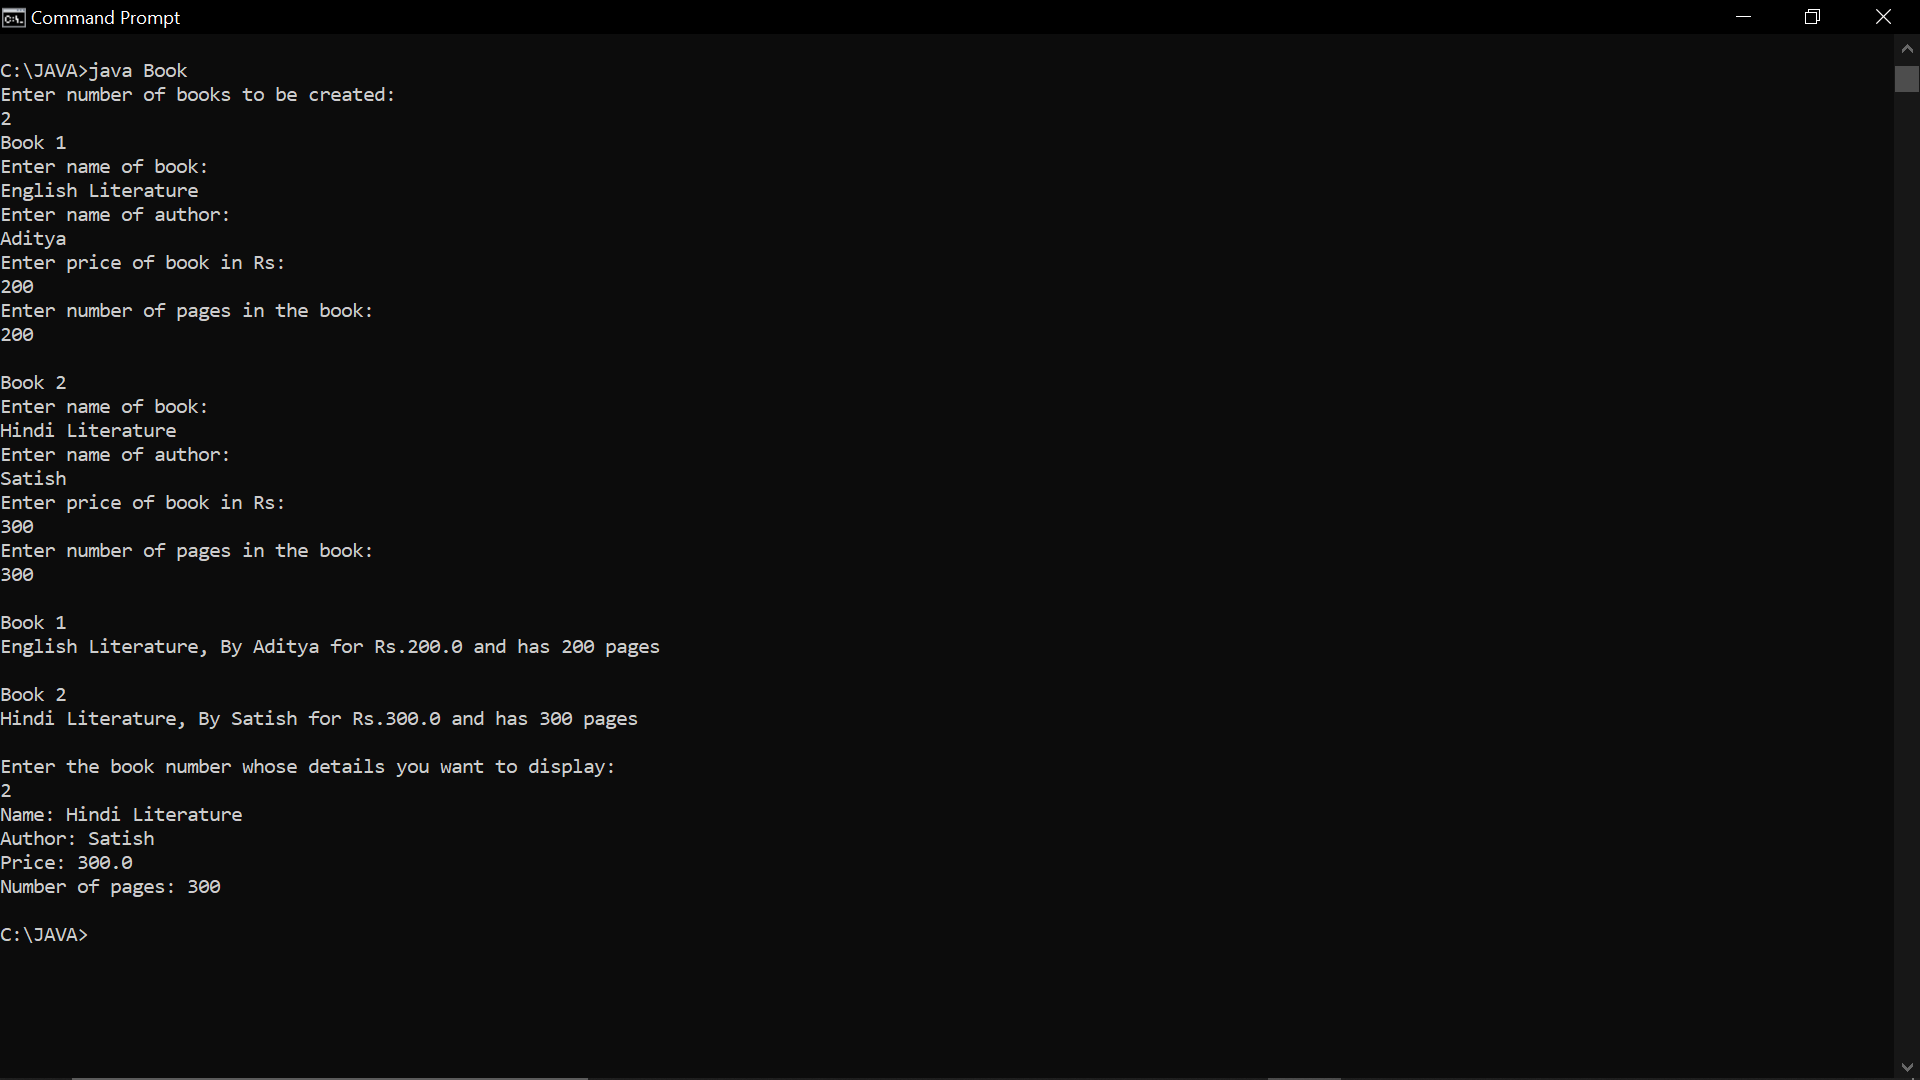 Command Prompt
C:\JAVA>java Book
Enter number of books to be created:
2
Book 1
Enter name of book:
English Literature
Enter name of author:
Aditya
Enter price of book in Rs:
200
Enter number of pages in the book:
200
Book 2
Enter name of book:
Hindi Literature
Enter name of author:
Satish
Enter price of book in Rs:
300
Enter number of pages in the book:
300
Book 1
English Literature, By Aditya for Rs.200.0 and has 200 pages
Book 2
Hindi Literature, By Satish for Rs.300.0 and has 300 pages
Enter the book number whose details you want to display:
2
Name: Hindi Literature
Author: Satish
Price: 300.0
Number of pages: 300
C:\JAVA>